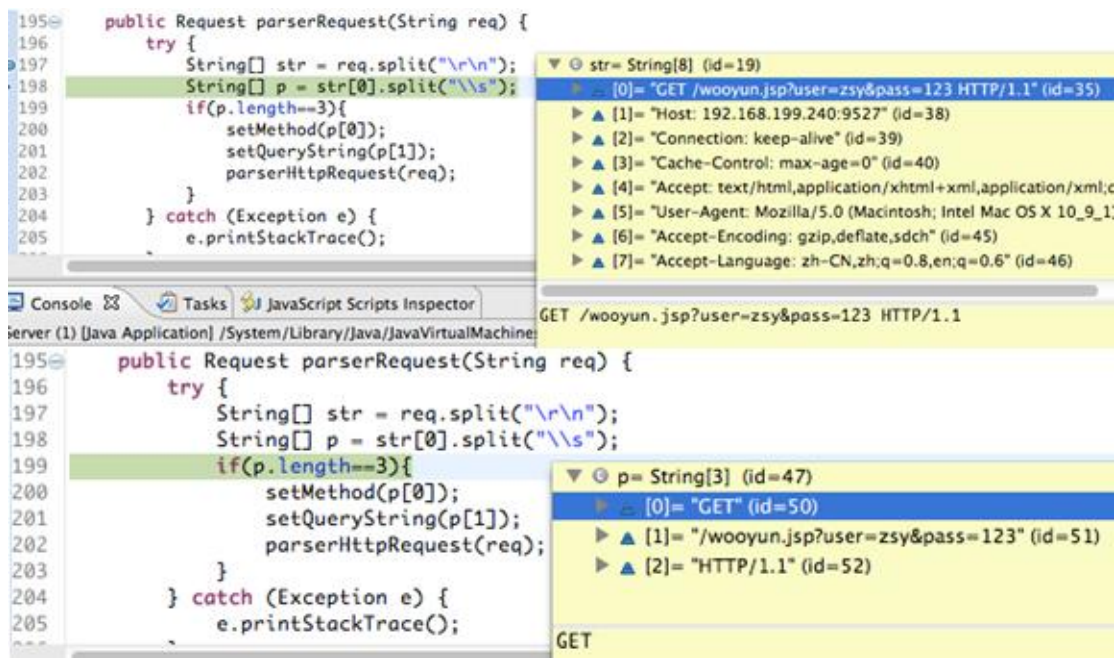 195 public Request parserRequest(String req) {
196 try {
197 String[] str = req.split("\r\n");
198 String[] p = str[0].split("\\s");
199 if(p.length==3){
200 setMethod(p[0]);
201 setQueryString(p[1]);
202 parserHttpRequest(req);
203 }
204 } catch (Exception e) {
205 e.printStackTrace();
str= String[8] (id=19)
[0]= "GET /wooyun.jsp?user=zsy&pass=123 HTTP/1.1" (id=35)
[1]= "Host: 192.168.199.240:9527" (id=38)
[2]= "Connection: keep-alive" (id=39)
[3]= "Cache-Control: max-age=0" (id=40)
[4]= "Accept: text/html,application/xhtml+xml,application/xml;
[5]= "User-Agent: Mozilla/5.0 (Macintosh; Intel Mac OS X 10_9_1
[6]= "Accept-Encoding: gzip,deflate,sdch" (id=45)
[7]= "Accept-Language: zh-CN,zh;q=0.8,en;q=0.6" (id=46)
GET /wooyun.jsp?user=zsy&pass=123 HTTP/1.1
Console Tasks JavaScript Scripts Inspector
Server (1) [Java Application] /System/Library/Java/JavaVirtualMachine
195 public Request parserRequest(String req) {
196 try {
197 String[] str = req.split("\r\n");
198 String[] p = str[0].split("\\s");
199 if(p.length==3){
200 setMethod(p[0]);
201 setQueryString(p[1]);
202 parserHttpRequest(req);
203 }
204 } catch (Exception e) {
205 e.printStackTrace();
p= String[3] (id=47)
[0]= "GET" (id=50)
[1]= "/wooyun.jsp?user=zsy&pass=123" (id=51)
[2]= "HTTP/1.1" (id=52)
GET